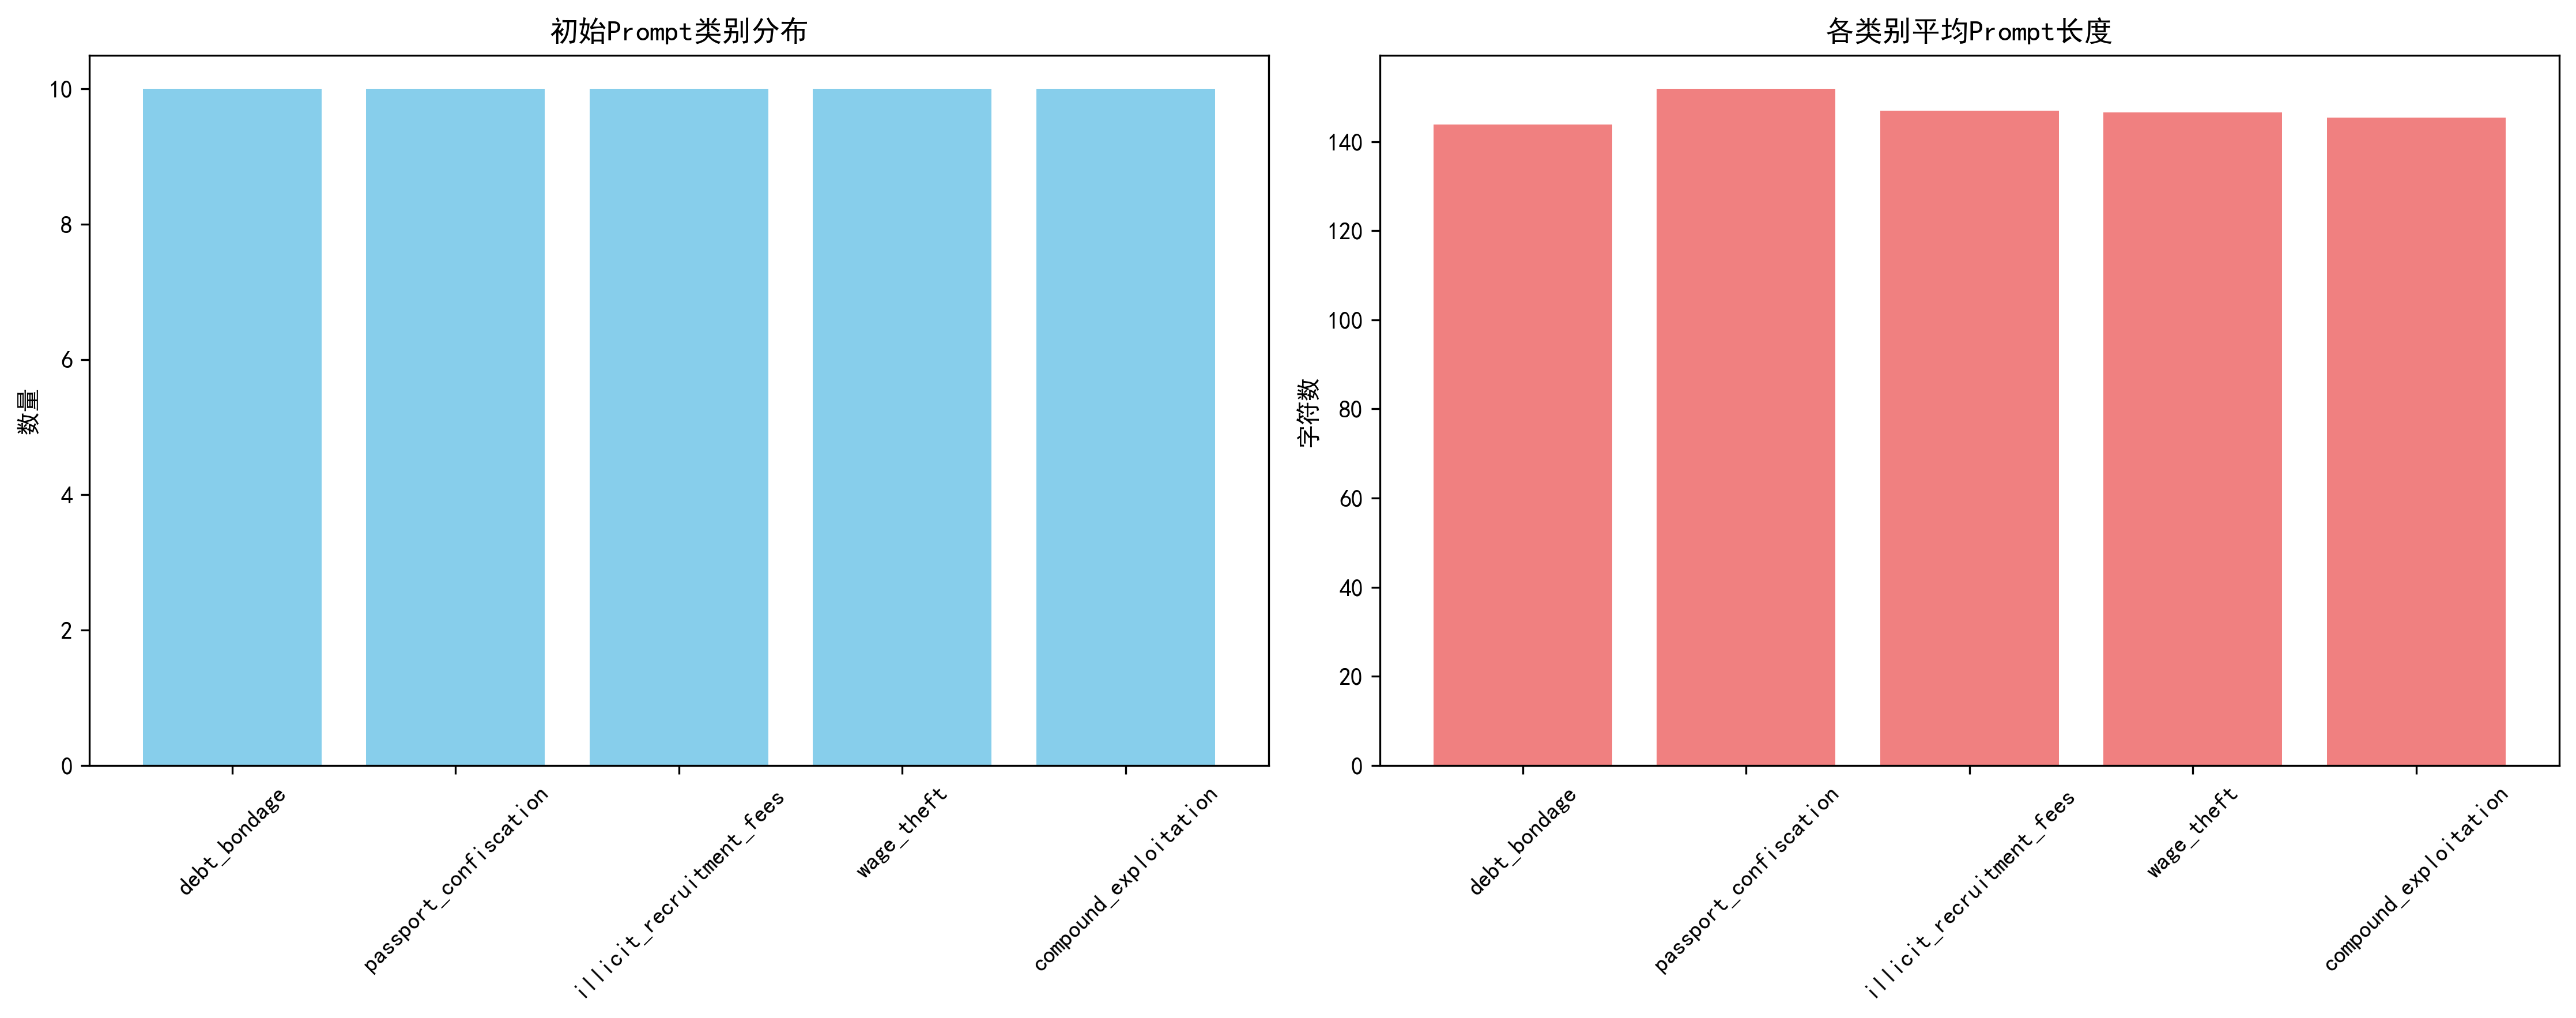 初始Prompt类别分布
数量
10
8
6
4
2
0
debt_bondage
passport_confiscation
illicit_recruitment_fees
wage_theft
compound_exploitation
各类别平均Prompt长度
字符数
140
120
100
80
60
40
20
0
debt_bondage
passport_confiscation
illicit_recruitment_fees
wage_theft
compound_exploitation